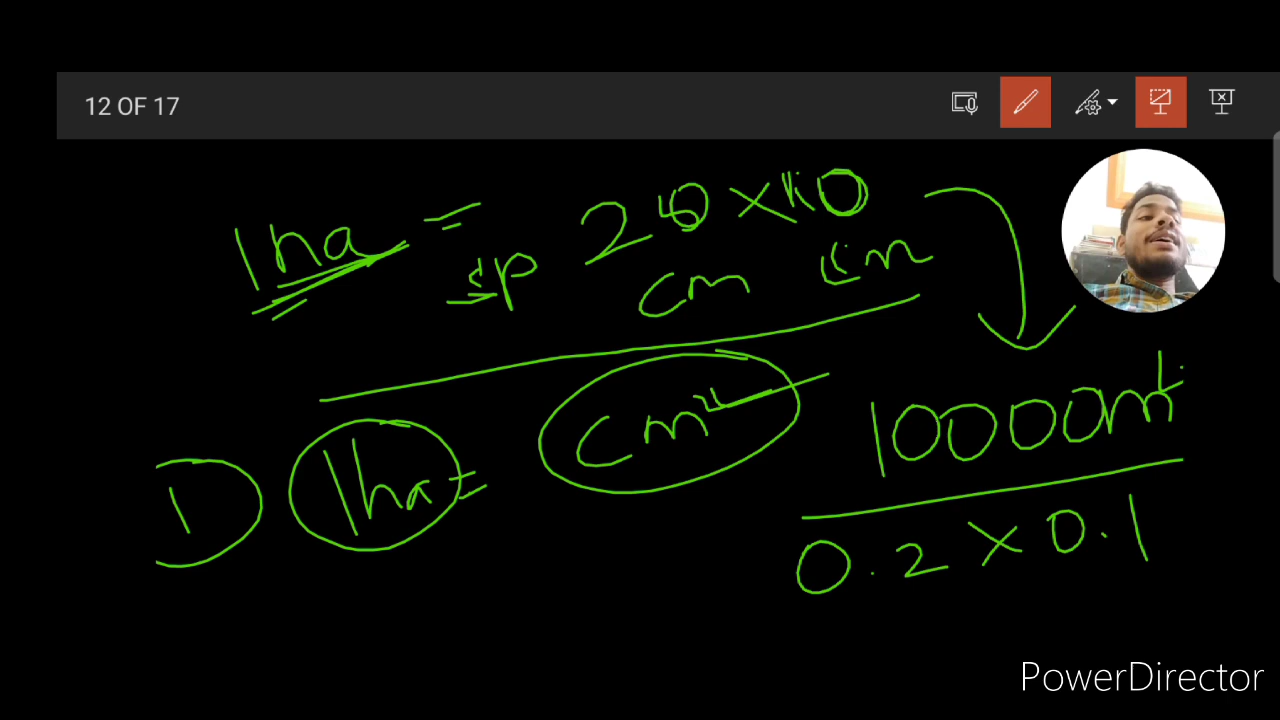 12 OF 17
1ha = sp 20 × 10
cm cm
1) 1ha = cm²
10000m²
0.2 × 0.1
PowerDirector